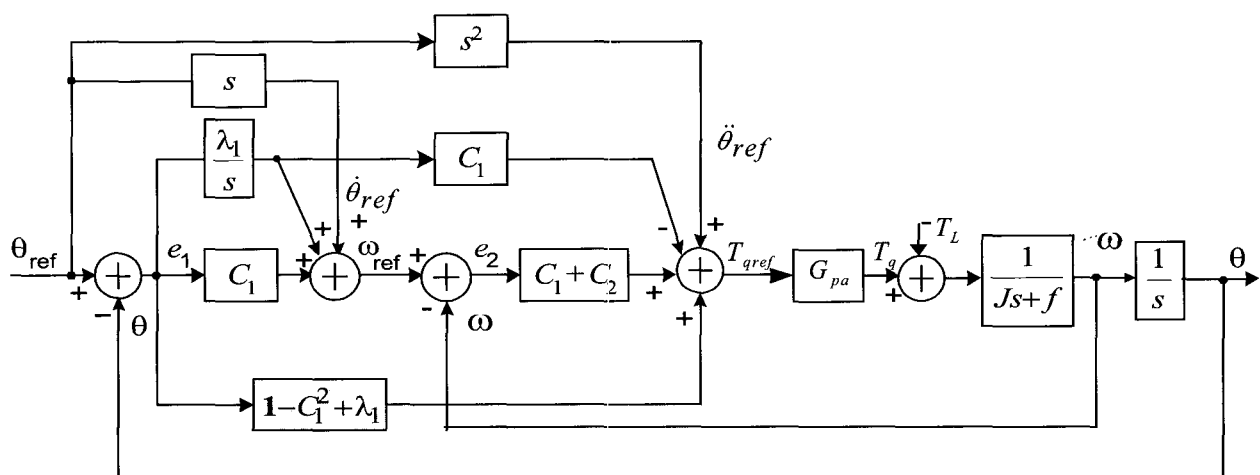 s²
s
θ̈ref
λ₁
s
C₁
θ̇ref
+ + - +
θref e₁ C₁ + + ωref + e₂ C₁+C₂ + + Tqref Gpa Tq - TL 1 ω 1 θ
Js+f s
+ + + + + +
- θ - ω +
1−C₁²+λ₁